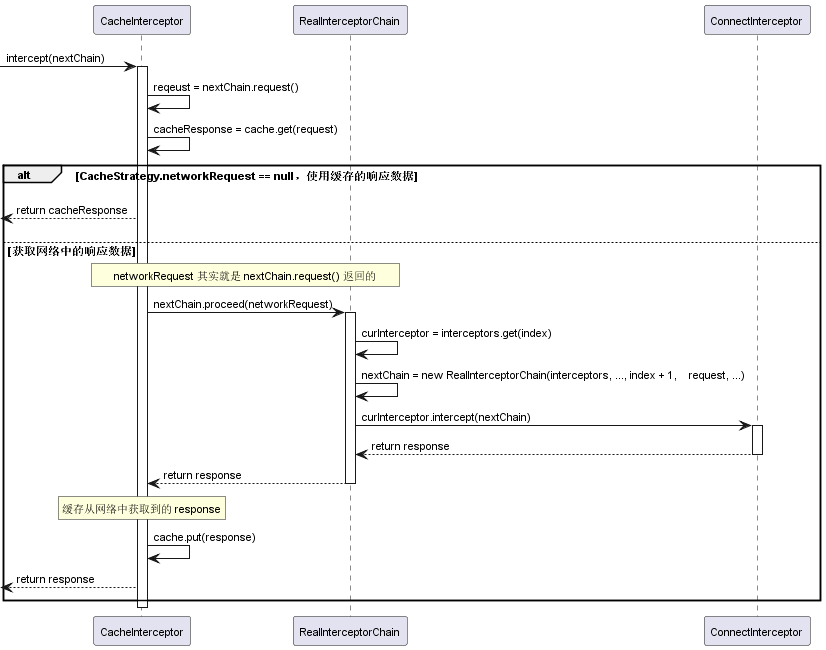 CacheInterceptor RealInterceptorChain ConnectInterceptor
intercept(nextChain)
reqeust = nextChain.request()
cacheResponse = cache.get(request)
alt [CacheStrategy.networkRequest == null，使用缓存的响应数据]
return cacheResponse
[获取网络中的响应数据]
networkRequest 其实就是 nextChain.request() 返回的
nextChain.proceed(networkRequest)
curInterceptor = interceptors.get(index)
nextChain = new RealInterceptorChain(interceptors, ..., index + 1, request, ...)
curInterceptor.intercept(nextChain)
return response
return response
缓存从网络中获取到的 response
cache.put(response)
return response
CacheInterceptor RealInterceptorChain ConnectInterceptor